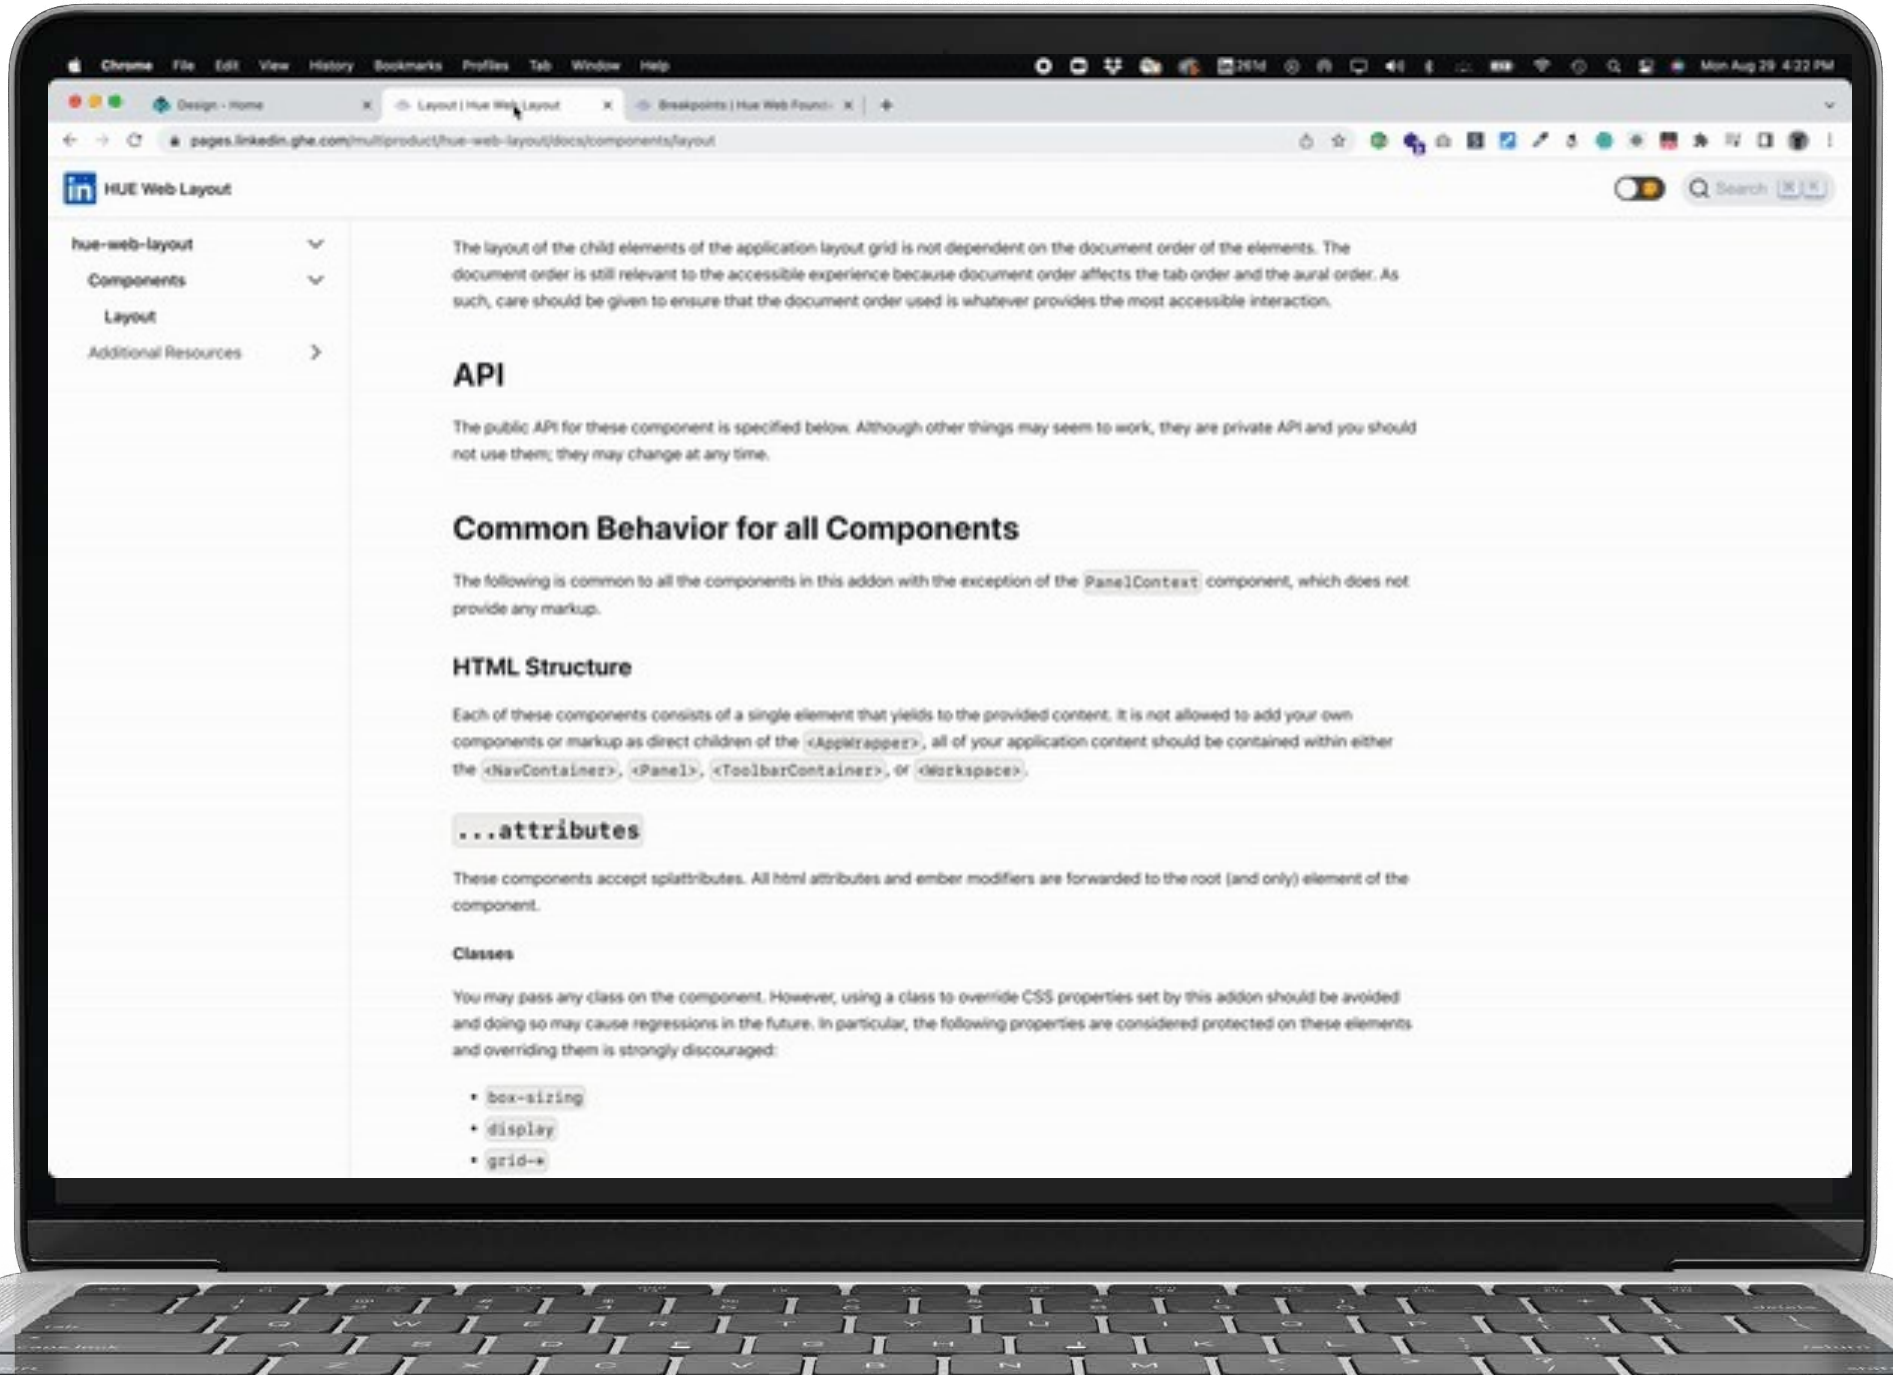 Chrome File Edit View History Bookmarks Profiles Tab Window Help Mon Aug 29 4:22 PM
Design - Home Layout | Hue Web Layout Breakpoints | Hue Web Found
pages.linkedin.ghe.com/multiproduct/hue-web-layout/docs/components/layout
in HUE Web Layout Search ⌘ K
hue-web-layout
Components
Layout
Additional Resources
The layout of the child elements of the application layout grid is not dependent on the document order of the elements. The
document order is still relevant to the accessible experience because document order affects the tab order and the aural order. As
such, care should be given to ensure that the document order used is whatever provides the most accessible interaction.
API
The public API for these component is specified below. Although other things may seem to work, they are private API and you should
not use them; they may change at any time.
Common Behavior for all Components
The following is common to all the components in this addon with the exception of the PanelContext component, which does not
provide any markup.
HTML Structure
Each of these components consists of a single element that yields to the provided content. It is not allowed to add your own
components or markup as direct children of the <AppWrapper>, all of your application content should be contained within either
the <NavContainer>, <Panel>, <ToolbarContainer>, or <Workspace>.
...attributes
These components accept splattributes. All html attributes and ember modifiers are forwarded to the root (and only) element of the
component.
Classes
You may pass any class on the component. However, using a class to override CSS properties set by this addon should be avoided
and doing so may cause regressions in the future. In particular, the following properties are considered protected on these elements
and overriding them is strongly discouraged:
• box-sizing
• display
• grid-*
Q W E R T Y U I O P
A S D F G H J K L
Z X C V B N M